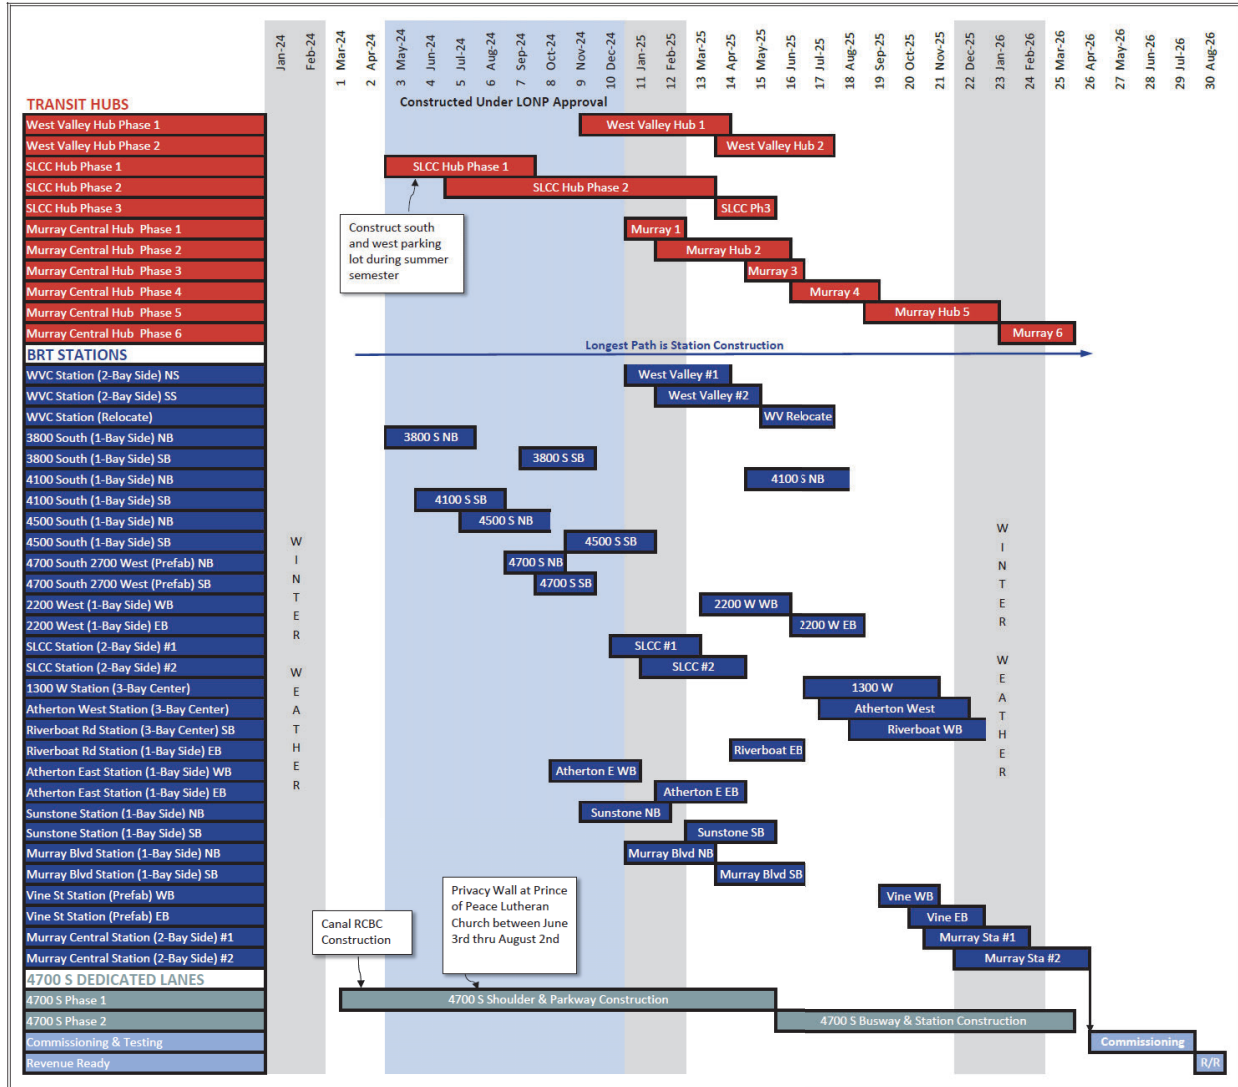 Jan-24
Feb-24
1 Mar-24
2 Apr-24
3 May-24
4 Jun-24
5 Jul-24
6 Aug-24
7 Sep-24
8 Oct-24
9 Nov-24
10 Dec-24
11 Jan-25
12 Feb-25
13 Mar-25
14 Apr-25
15 May-25
16 Jun-25
17 Jul-25
18 Aug-25
19 Sep-25
20 Oct-25
21 Nov-25
22 Dec-25
23 Jan-26
24 Feb-26
25 Mar-26
26 Apr-26
27 May-26
28 Jun-26
29 Jul-26
30 Aug-26
TRANSIT HUBS
Constructed Under LONP Approval
West Valley Hub Phase 1
West Valley Hub 1
West Valley Hub Phase 2
West Valley Hub 2
SLCC Hub Phase 1
SLCC Hub Phase 1
SLCC Hub Phase 2
SLCC Hub Phase 2
SLCC Hub Phase 3
SLCC Ph3
Construct south
and west parking
lot during summer
semester
Murray Central Hub Phase 1
Murray 1
Murray Central Hub Phase 2
Murray Hub 2
Murray Central Hub Phase 3
Murray 3
Murray Central Hub Phase 4
Murray 4
Murray Central Hub Phase 5
Murray Hub 5
Murray Central Hub Phase 6
Murray 6
BRT STATIONS
Longest Path is Station Construction
WVC Station (2-Bay Side) NS
West Valley #1
WVC Station (2-Bay Side) SS
West Valley #2
WVC Station (Relocate)
WV Relocate
3800 South (1-Bay Side) NB
3800 S NB
3800 South (1-Bay Side) SB
3800 S SB
4100 South (1-Bay Side) NB
4100 S NB
4100 South (1-Bay Side) SB
4100 S SB
4500 South (1-Bay Side) NB
4500 S NB
4500 South (1-Bay Side) SB
4500 S SB
4700 South 2700 West (Prefab) NB
4700 S NB
4700 South 2700 West (Prefab) SB
4700 S SB
2200 West (1-Bay Side) WB
2200 W WB
2200 West (1-Bay Side) EB
2200 W EB
SLCC Station (2-Bay Side) #1
SLCC #1
SLCC Station (2-Bay Side) #2
SLCC #2
1300 W Station (3-Bay Center)
1300 W
Atherton West Station (3-Bay Center)
Atherton West
Riverboat Rd Station (3-Bay Center) SB
Riverboat WB
Riverboat Rd Station (1-Bay Side) EB
Riverboat EB
Atherton East Station (1-Bay Side) WB
Atherton E WB
Atherton East Station (1-Bay Side) EB
Atherton E EB
Sunstone Station (1-Bay Side) NB
Sunstone NB
Sunstone Station (1-Bay Side) SB
Sunstone SB
Murray Blvd Station (1-Bay Side) NB
Murray Blvd NB
Murray Blvd Station (1-Bay Side) SB
Murray Blvd SB
Vine St Station (Prefab) WB
Vine WB
Vine St Station (Prefab) EB
Vine EB
Murray Central Station (2-Bay Side) #1
Murray Sta #1
Murray Central Station (2-Bay Side) #2
Murray Sta #2
WINTER WEATHER
WINTER WEATHER
Canal RCBC
Construction
Privacy Wall at Prince
of Peace Lutheran
Church between June
3rd thru August 2nd
4700 S DEDICATED LANES
4700 S Phase 1
4700 S Shoulder & Parkway Construction
4700 S Phase 2
4700 S Busway & Station Construction
Commissioning & Testing
Commissioning
Revenue Ready
R/R